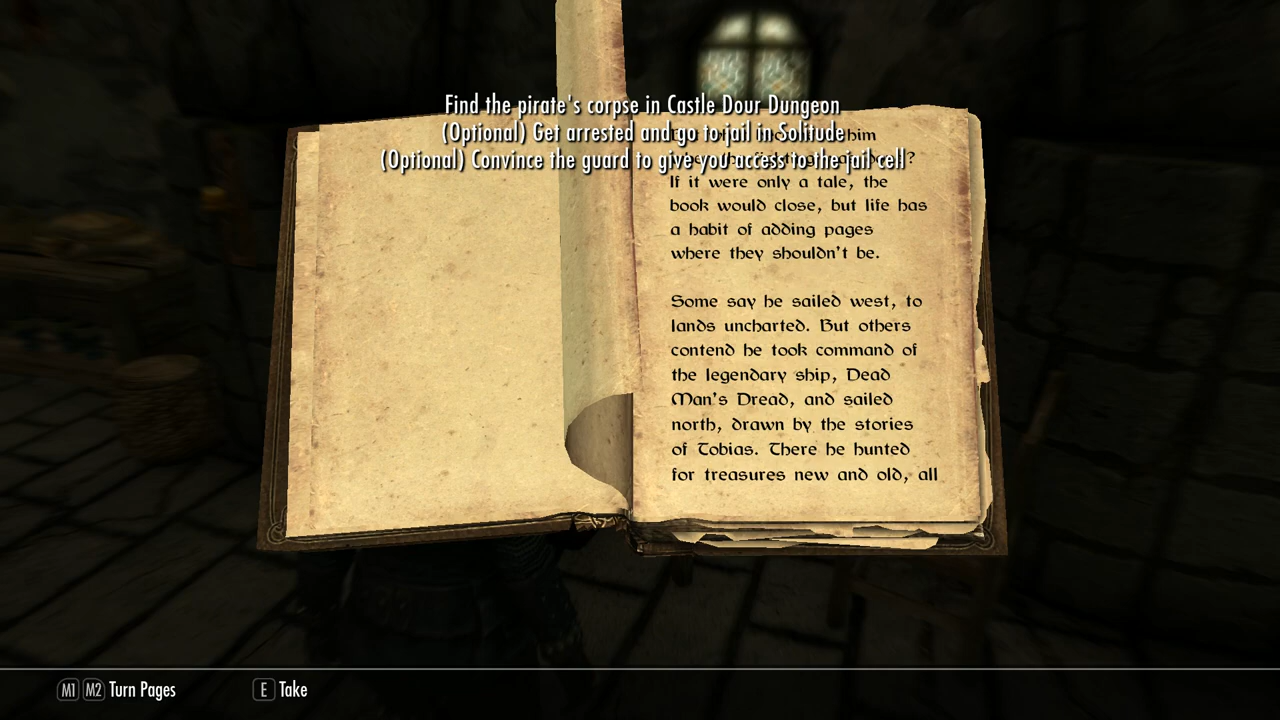 Find the pirate's corpse in Castle Dour Dungeon
(Optional) Get arrested and go to jail in Solitude
(Optional) Convince the guard to give you access to the jail cell
him
If it were only a tale, the
book would close, but life has
a habit of adding pages
where they shouldn't be.
Some say he sailed west, to
lands uncharted. But others
contend he took command of
the legendary ship, Dead
Man's Dread, and sailed
north, drawn by the stories
of Tobias. There he hunted
for treasures new and old, all
M1 M2 Turn Pages
E Take